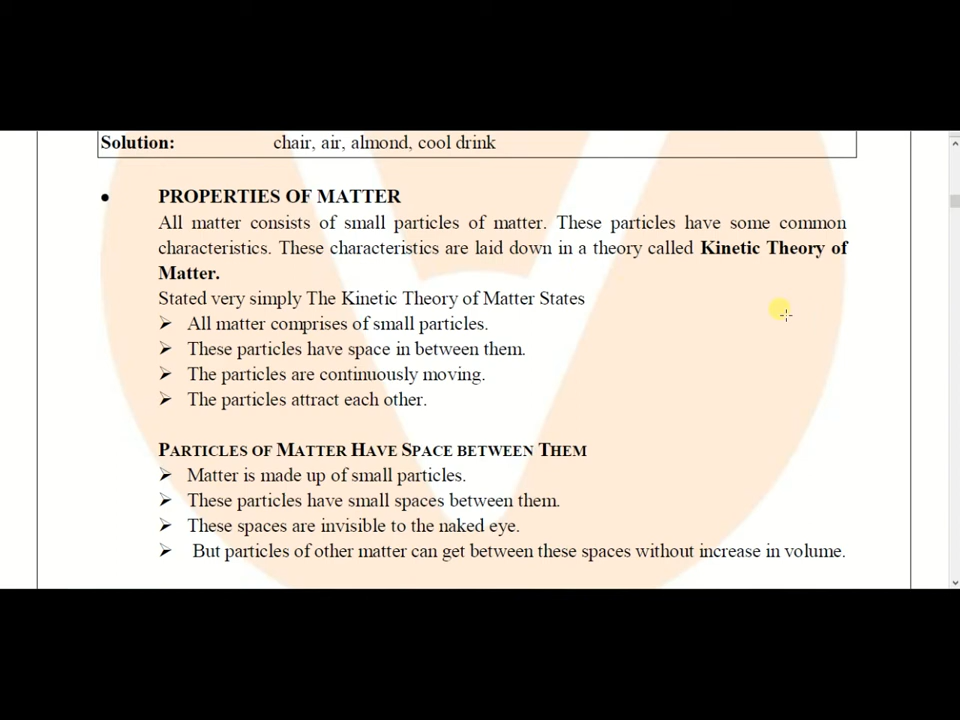 Solution: chair, air, almond, cool drink
• PROPERTIES OF MATTER
All matter consists of small particles of matter. These particles have some common
characteristics. These characteristics are laid down in a theory called Kinetic Theory of
Matter.
Stated very simply The Kinetic Theory of Matter States
➢ All matter comprises of small particles.
➢ These particles have space in between them.
➢ The particles are continuously moving.
➢ The particles attract each other.
PARTICLES OF MATTER HAVE SPACE BETWEEN THEM
➢ Matter is made up of small particles.
➢ These particles have small spaces between them.
➢ These spaces are invisible to the naked eye.
➢ But particles of other matter can get between these spaces without increase in volume.